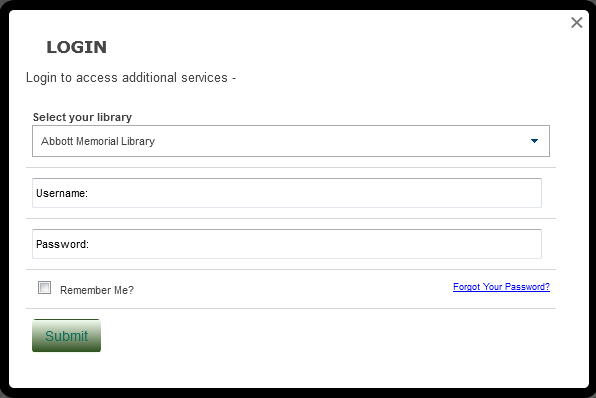 LOGIN
Login to access additional services -
Select your library
Abbott Memorial Library
Username:
Password:
Remember Me?
Forgot Your Password?
Submit